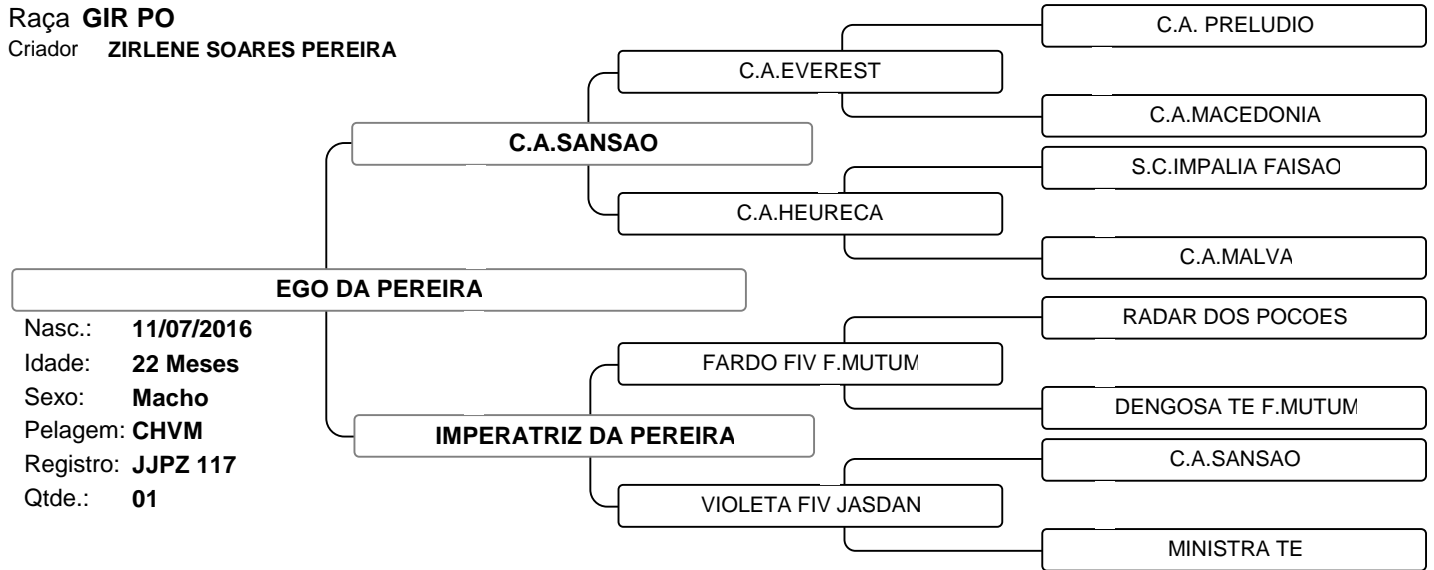 Raça GIR PO
Criador ZIRLENE SOARES PEREIRA
C.A. PRELUDIO
C.A.EVEREST
C.A.MACEDONIA
C.A.SANSAO
S.C.IMPALIA FAISAO
C.A.HEURECA
C.A.MALVA
EGO DA PEREIRA
Nasc.: 11/07/2016
Idade: 22 Meses
Sexo: Macho
Pelagem: CHVM
Registro: JJPZ 117
Qtde.: 01
RADAR DOS POCOES
FARDO FIV F.MUTUM
DENGOSA TE F.MUTUM
IMPERATRIZ DA PEREIRA
C.A.SANSAO
VIOLETA FIV JASDAN
MINISTRA TE